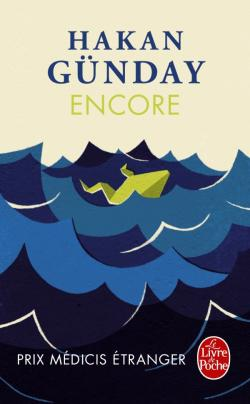 HAKAN
GÜNDAY
ENCORE
PRIX MÉDICIS ÉTRANGER
Le
Livre
de
Poche